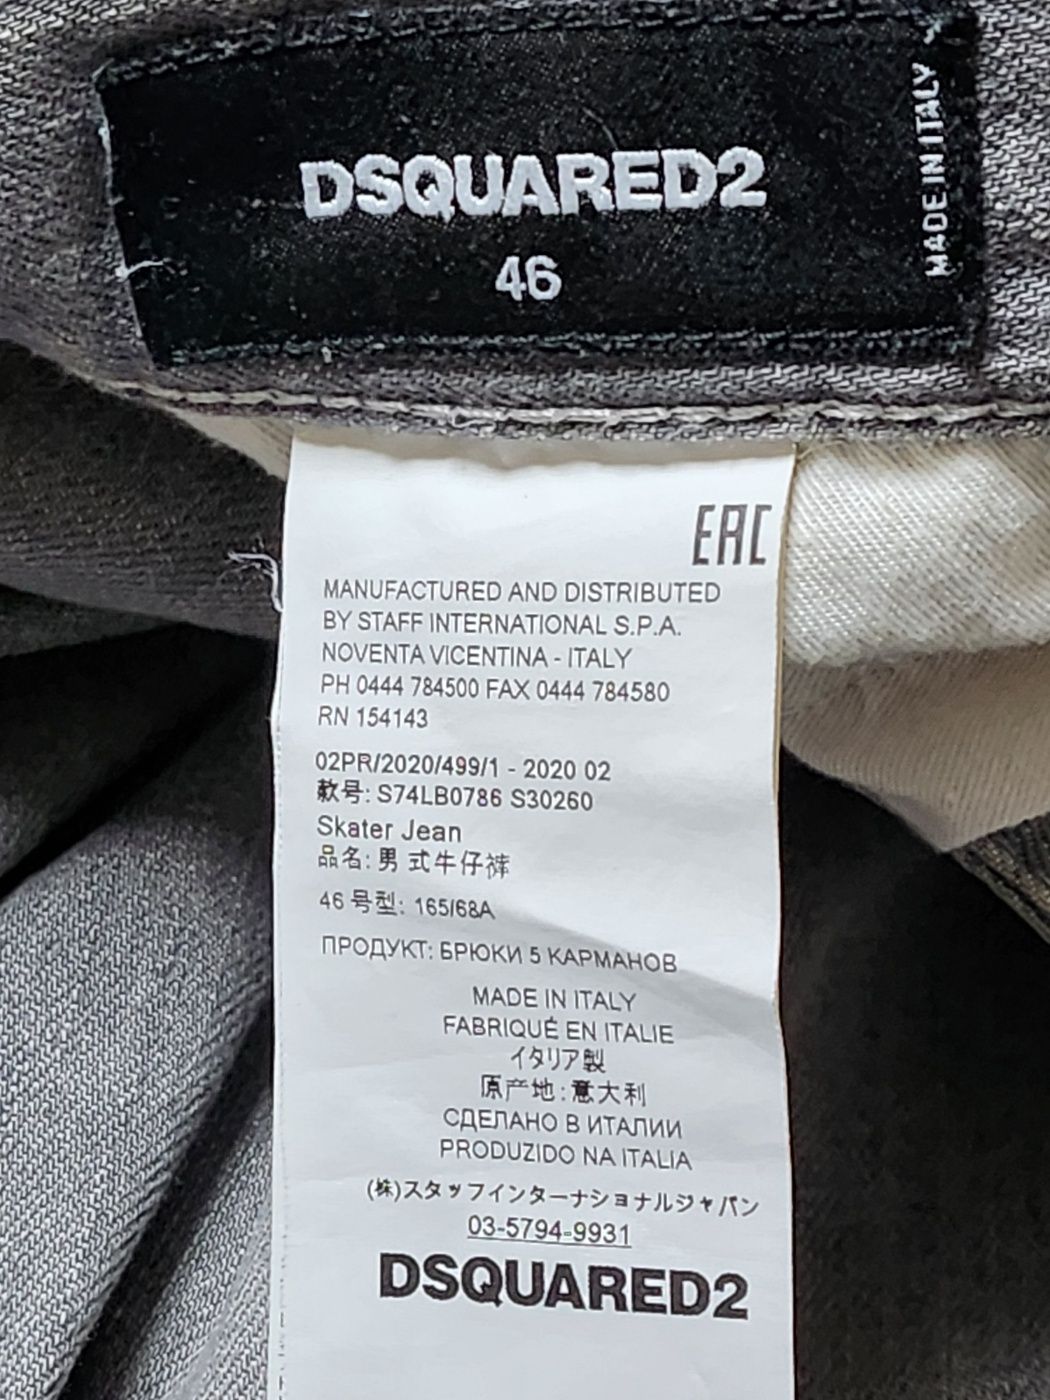 DSQUARED2
46
MADE IN ITALY
EAC
MANUFACTURED AND DISTRIBUTED
BY STAFF INTERNATIONAL S.P.A.
NOVENTA VICENTINA - ITALY
PH 0444 784500 FAX 0444 784580
RN 154143
02PR/2020/499/1 - 2020 02
款号: S74LB0786 S30260
Skater Jean
品名: 男式牛仔裤
46 号型: 165/68A
ПРОДУКТ: БРЮКИ 5 КАРМАНОВ
MADE IN ITALY
FABRIQUÉ EN ITALIE
イタリア製
原产地: 意大利
СДЕЛАНО В ИТАЛИИ
PRODUZIDO NA ITALIA
(株)スタッフインターナショナルジャパン
03-5794-9931
DSQUARED2